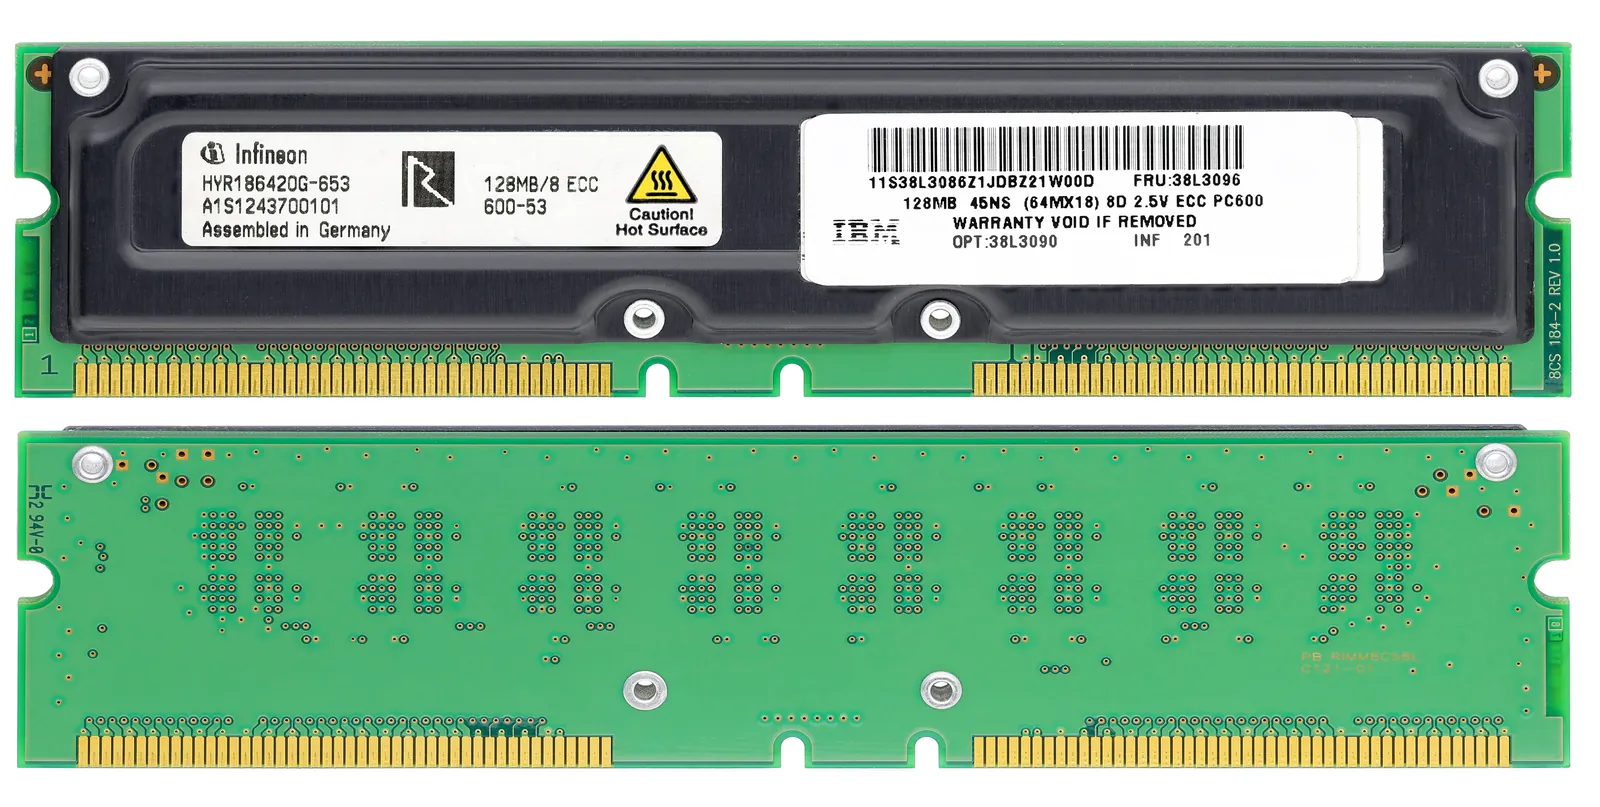 Infineon
HYR186420G-653
A1S1243700101
Assembled in Germany
128MB/8 ECC
600-53
Caution!
Hot Surface
11S38L3086Z1JDBZ21W00D FRU:38L3096
128MB 45NS (64MX18) 8D 2.5V ECC PC600
WARRANTY VOID IF REMOVED
IBM
OPT:38L3090 INF 201
8CS 184-2 REV 1.0
1
94V-0